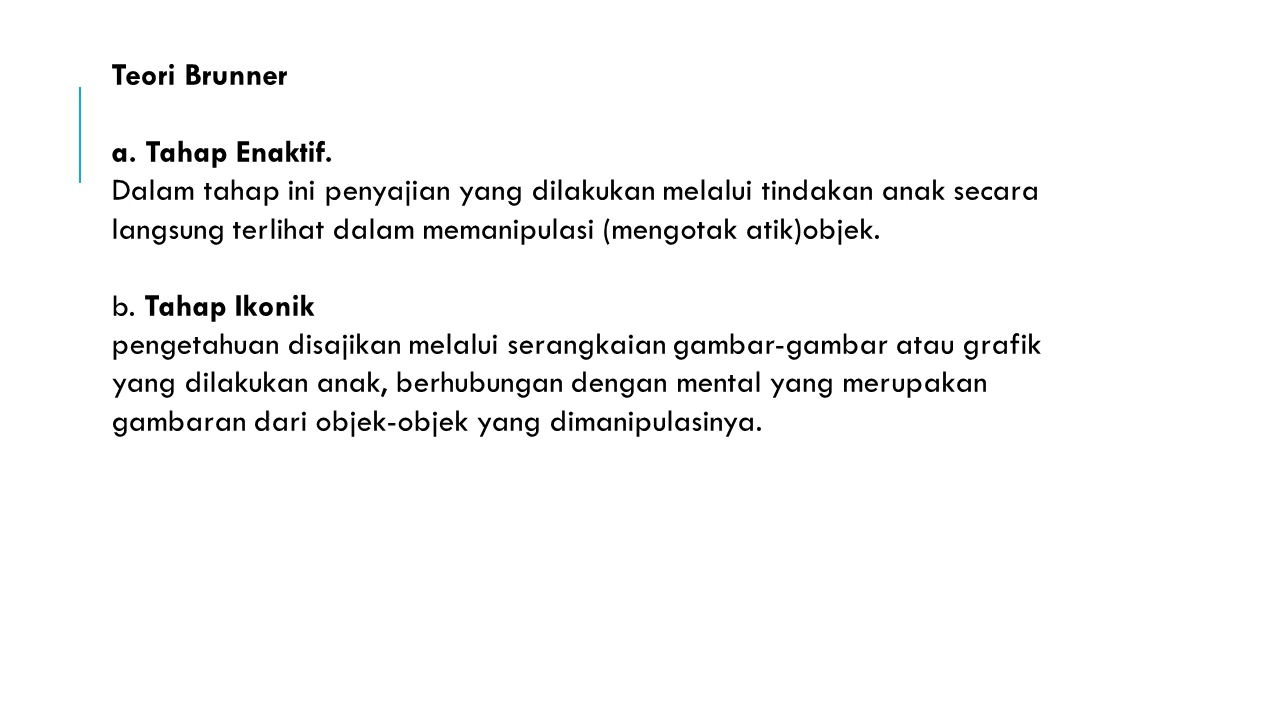 Teori Brunner
a. Tahap Enaktif.
Dalam tahap ini penyajian yang dilakukan melalui tindakan anak secara
langsung terlihat dalam memanipulasi (mengotak atik)objek.
b. Tahap Ikonik
pengetahuan disajikan melalui serangkaian gambar-gambar atau grafik
yang dilakukan anak, berhubungan dengan mental yang merupakan
gambaran dari objek-objek yang dimanipulasinya.